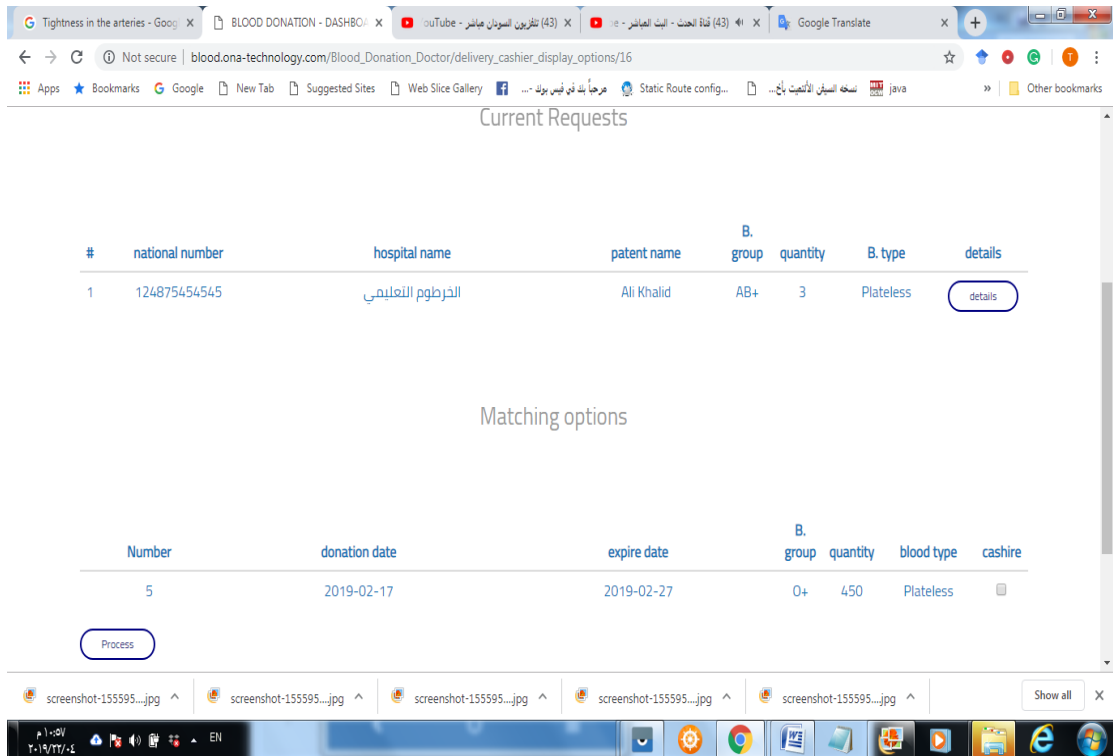 Tightness in the arteries - Goog
BLOOD DONATION - DASHBOA
(43) تلفزيون السودان مباشر - YouTube
(43) قناة الحدث - البث المباشر
Google Translate
Not secure | blood.ona-technology.com/Blood_Donation_Doctor/delivery_cashier_display_options/16
Apps Bookmarks Google New Tab Suggested Sites Web Slice Gallery مرحباً بك في فيس بوك -... Static Route config... java Other bookmarks
Current Requests
# national number hospital name patent name B. group quantity B. type details
1 124875454545 الخرطوم التعليمي Ali Khalid AB+ 3 Plateless details
Matching options
Number donation date expire date B. group quantity blood type cashire
5 2019-02-17 2019-02-27 O+ 450 Plateless
Process
screenshot-155595....jpg screenshot-155595....jpg screenshot-155595....jpg screenshot-155595....jpg screenshot-155595....jpg Show all
EN